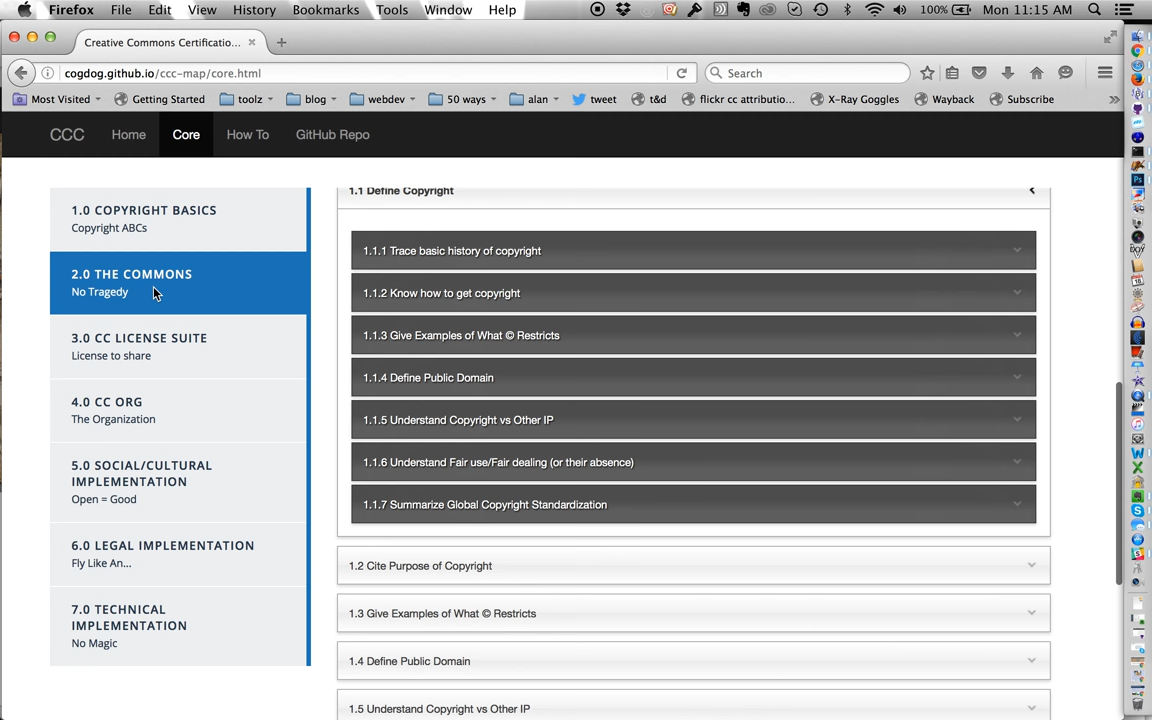 Firefox File Edit View History Bookmarks Tools Window Help 100% Mon 11:15 AM
Creative Commons Certificatio...
cogdog.github.io/ccc-map/core.html
Search
Most Visited Getting Started toolz blog webdev 50 ways alan tweet t&d flickr cc attributio... X-Ray Goggles Wayback Subscribe
CCC Home Core How To GitHub Repo
1.0 COPYRIGHT BASICS
Copyright ABCs
2.0 THE COMMONS
No Tragedy
3.0 CC LICENSE SUITE
License to share
4.0 CC ORG
The Organization
5.0 SOCIAL/CULTURAL
IMPLEMENTATION
Open = Good
6.0 LEGAL IMPLEMENTATION
Fly Like An...
7.0 TECHNICAL
IMPLEMENTATION
No Magic
1.1 Define Copyright
1.1.1 Trace basic history of copyright
1.1.2 Know how to get copyright
1.1.3 Give Examples of What © Restricts
1.1.4 Define Public Domain
1.1.5 Understand Copyright vs Other IP
1.1.6 Understand Fair use/Fair dealing (or their absence)
1.1.7 Summarize Global Copyright Standardization
1.2 Cite Purpose of Copyright
1.3 Give Examples of What © Restricts
1.4 Define Public Domain
1.5 Understand Copyright vs Other IP